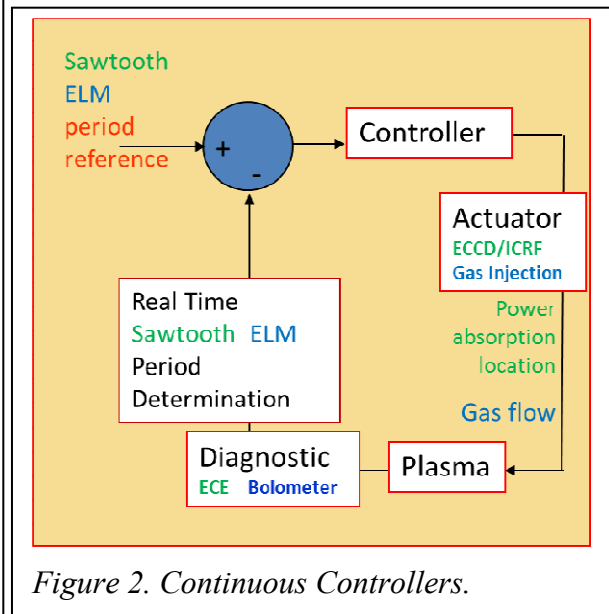 Sawtooth
ELM
period
reference
+
-
Controller
Actuator
ECCD/ICRF
Gas Injection
Power
absorption
location
Gas flow
Real Time
Sawtooth ELM
Period
Determination
Diagnostic
ECE Bolometer
Plasma
Figure 2. Continuous Controllers.